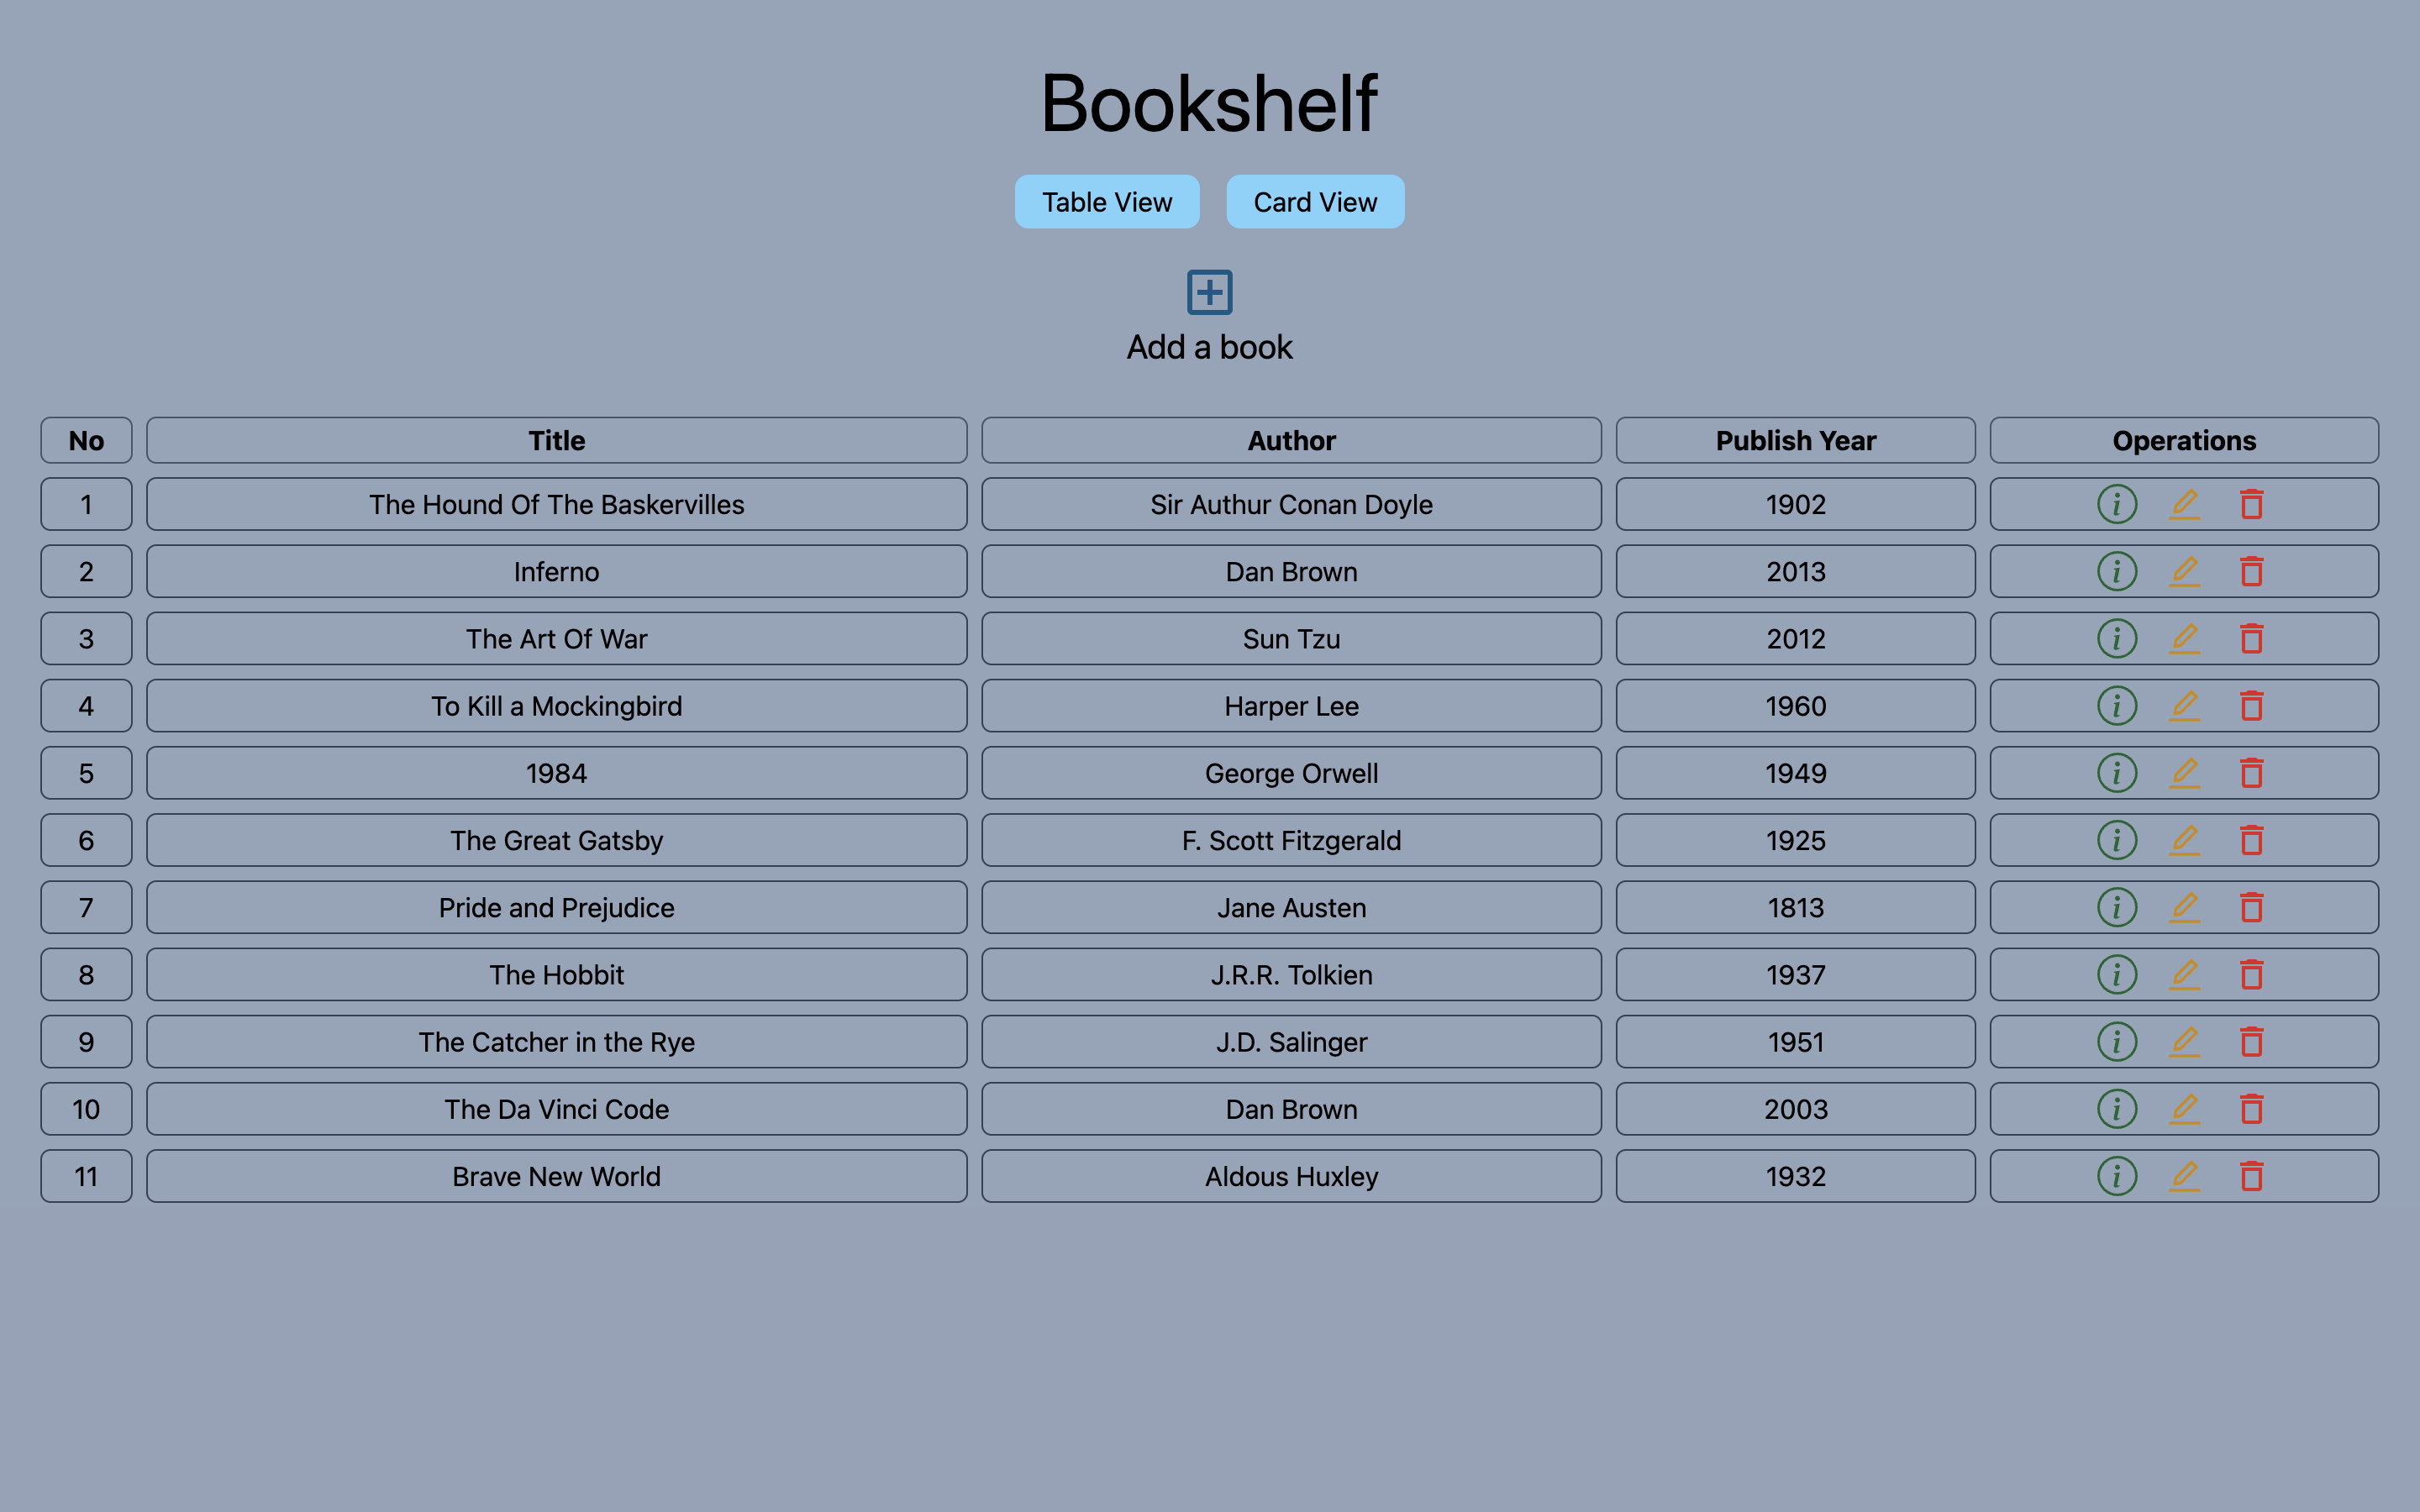 Bookshelf
Table View Card View
Add a book
No Title Author Publish Year Operations
1 The Hound Of The Baskervilles Sir Authur Conan Doyle 1902
2 Inferno Dan Brown 2013
3 The Art Of War Sun Tzu 2012
4 To Kill a Mockingbird Harper Lee 1960
5 1984 George Orwell 1949
6 The Great Gatsby F. Scott Fitzgerald 1925
7 Pride and Prejudice Jane Austen 1813
8 The Hobbit J.R.R. Tolkien 1937
9 The Catcher in the Rye J.D. Salinger 1951
10 The Da Vinci Code Dan Brown 2003
11 Brave New World Aldous Huxley 1932